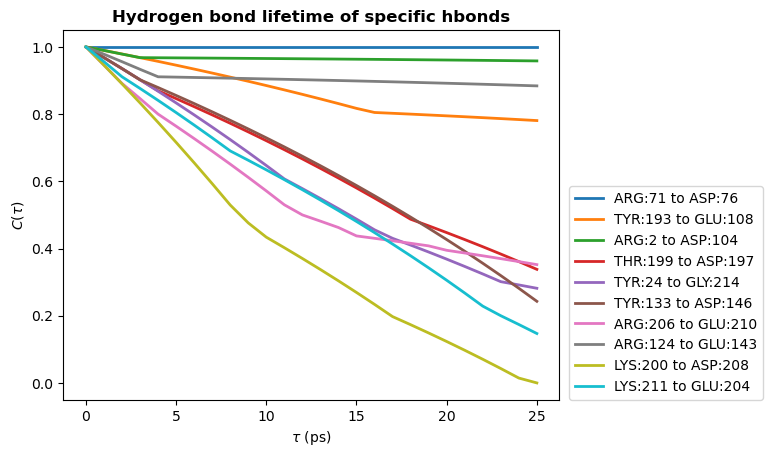 Hydrogen bond lifetime of specific hbonds
C(τ)
1.0
0.8
0.6
0.4
0.2
0.0
0 5 10 15 20 25
τ (ps)
ARG:71 to ASP:76
TYR:193 to GLU:108
ARG:2 to ASP:104
THR:199 to ASP:197
TYR:24 to GLY:214
TYR:133 to ASP:146
ARG:206 to GLU:210
ARG:124 to GLU:143
LYS:200 to ASP:208
LYS:211 to GLU:204